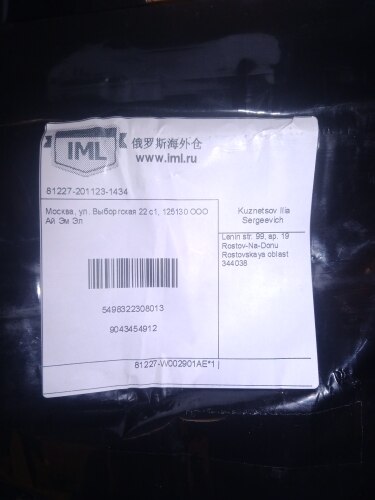 IML
俄罗斯海外仓
www.iml.ru
81227-201123-1434
Москва, ул. Выборгская 22 с1, 125130 ООО
Ай Эм Эл
Kuznetsov Ilia
Sergeevich
Lenin str. 99, ap. 19
Rostov-Na-Donu
Rostovskaya oblast
344038
5498322308013
9043454912
81227-W002901AE*1